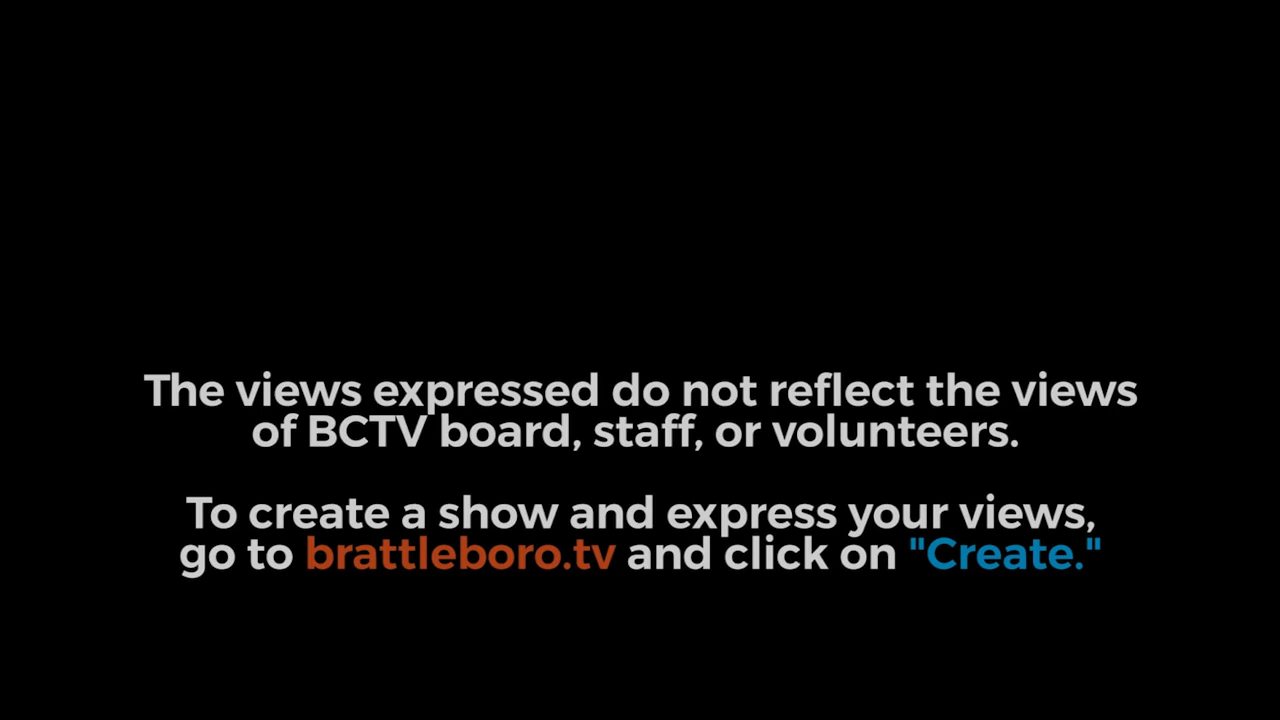 The views expressed do not reflect the views
of BCTV board, staff, or volunteers.
To create a show and express your views,
go to brattleboro.tv and click on "Create."